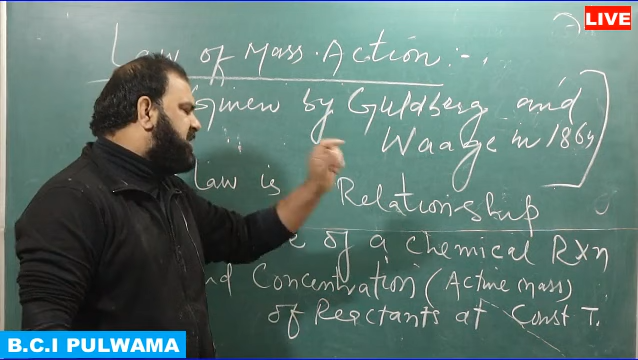 LIVE
Law of Mass Action :-
Given by Guldberg and
Waage in 1864
Law is Relationship
of a chemical Rxn
nd Concentration (Active mass)
of Reactants at Const T.
B.C.I PULWAMA